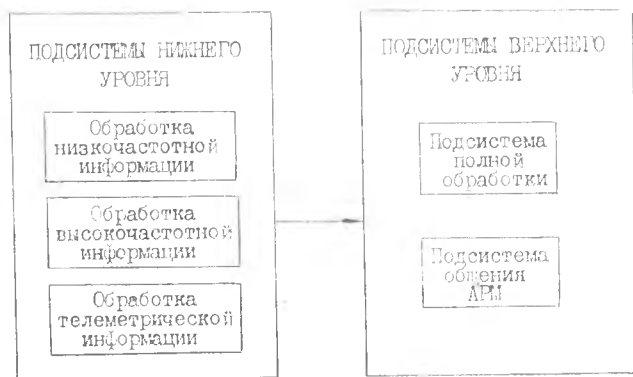 ПОДСИСТЕМЫ НИЖНЕГО
УРОВНЯ
Обработка
низкочастотной
информации
Обработка
высокочастотной
информации
Обработка
телеметрической
информации
ПОДСИСТЕМЫ ВЕРХНЕГО
УРОВНЯ
Подсистема
полной
обработки
Подсистема
общения
АРМ